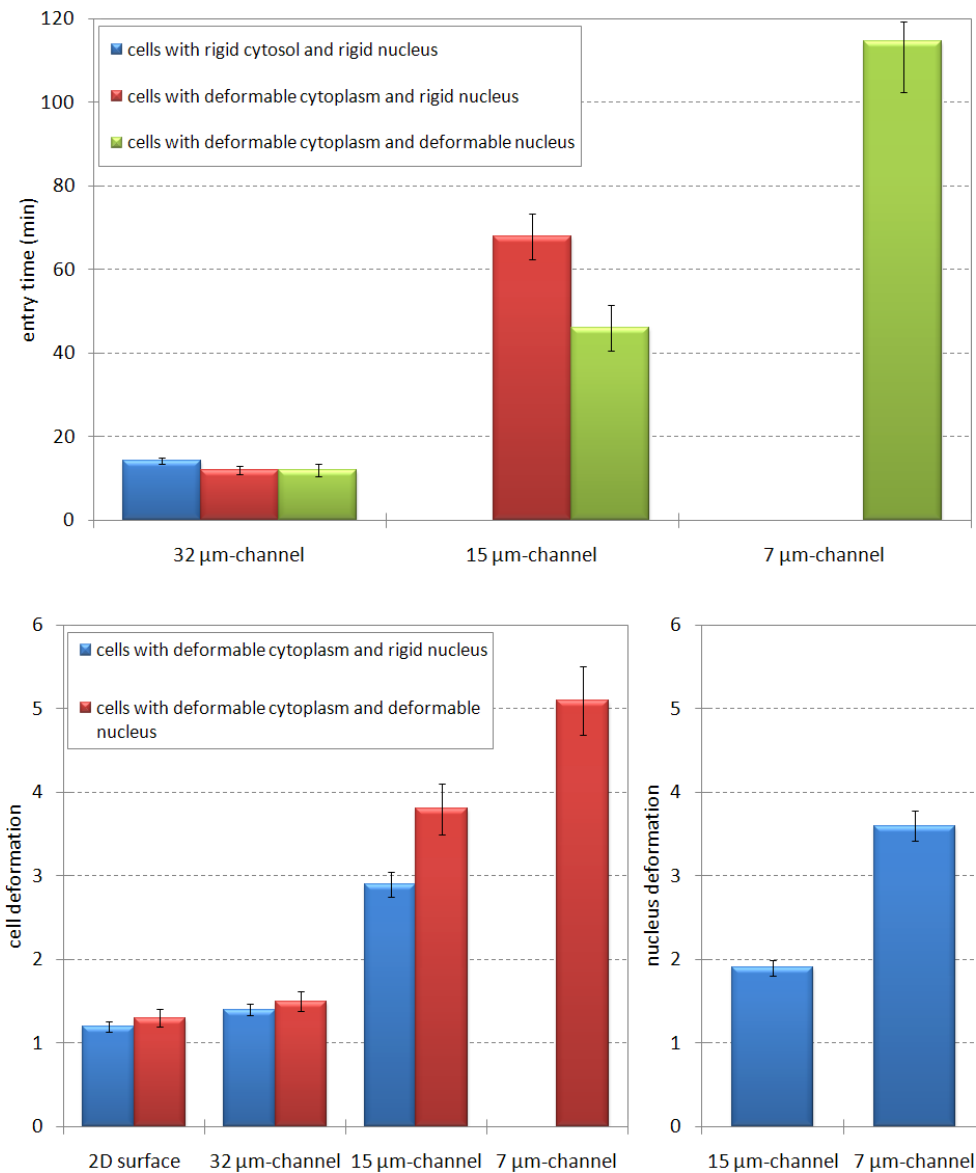 120
100
80
60
40
20
0
entry time (min)
cells with rigid cytosol and rigid nucleus
cells with deformable cytoplasm and rigid nucleus
cells with deformable cytoplasm and deformable nucleus
32 µm-channel
15 µm-channel
7 µm-channel
6
5
4
3
2
1
0
cell deformation
cells with deformable cytoplasm and rigid nucleus
cells with deformable cytoplasm and deformable
nucleus
2D surface
32 µm-channel
15 µm-channel
7 µm-channel
6
5
4
3
2
1
0
nucleus deformation
15 µm-channel
7 µm-channel